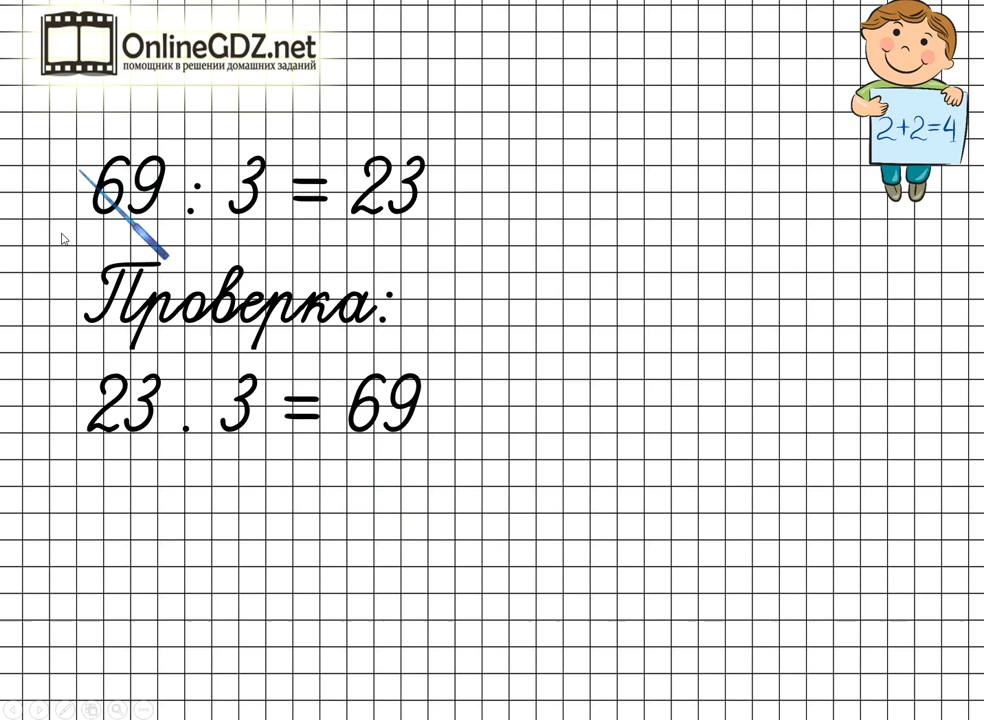 OnlineGDZ.net
помощник в решении домашних заданий
2+2=4
69 : 3 = 23
Проверка:
23 . 3 = 69